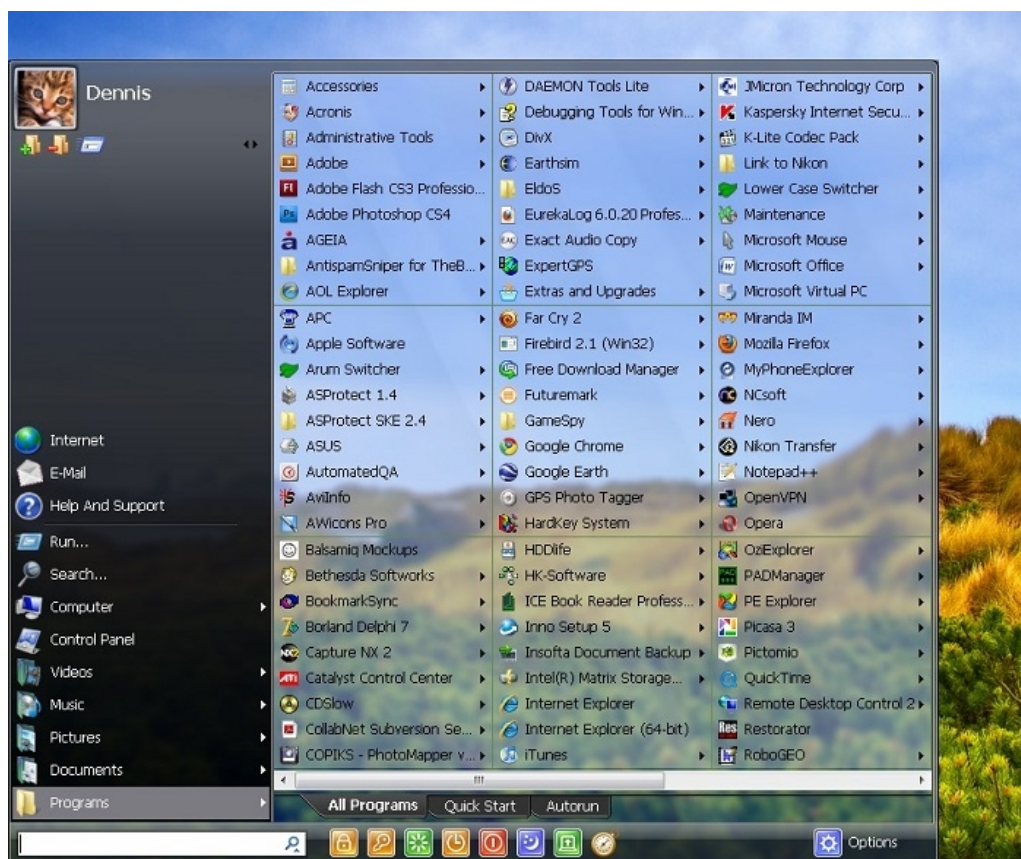 Dennis
Internet
E-Mail
Help And Support
Run...
Search...
Computer
Control Panel
Videos
Music
Pictures
Documents
Programs
Accessories
Acronis
Administrative Tools
Adobe
Adobe Flash CS3 Professio...
Adobe Photoshop CS4
AGEIA
AntispamSniper for TheB...
AOL Explorer
APC
Apple Software
Arum Switcher
ASProtect 1.4
ASProtect SKE 2.4
ASUS
AutomatedQA
AviInfo
AWicons Pro
Balsamiq Mockups
Bethesda Softworks
BookmarkSync
Borland Delphi 7
Capture NX 2
Catalyst Control Center
CDSlow
CollabNet Subversion Se...
COPIKS - PhotoMapper v...
DAEMON Tools Lite
Debugging Tools for Win...
DivX
Earthsim
EldoS
EurekaLog 6.0.20 Profes...
Exact Audio Copy
ExpertGPS
Extras and Upgrades
Far Cry 2
Firebird 2.1 (Win32)
Free Download Manager
Futuremark
GameSpy
Google Chrome
Google Earth
GPS Photo Tagger
HardKey System
HDDlife
HK-Software
ICE Book Reader Profess...
Inno Setup 5
Insofta Document Backup
Intel(R) Matrix Storage...
Internet Explorer
Internet Explorer (64-bit)
iTunes
JMicron Technology Corp
Kaspersky Internet Secu...
K-Lite Codec Pack
Link to Nikon
Lower Case Switcher
Maintenance
Microsoft Mouse
Microsoft Office
Microsoft Virtual PC
Miranda IM
Mozilla Firefox
MyPhoneExplorer
NCsoft
Nero
Nikon Transfer
Notepad++
OpenVPN
Opera
OziExplorer
PADManager
PE Explorer
Picasa 3
Pictomio
QuickTime
Remote Desktop Control 2
Restorator
RoboGEO
All Programs
Quick Start
Autorun
Options